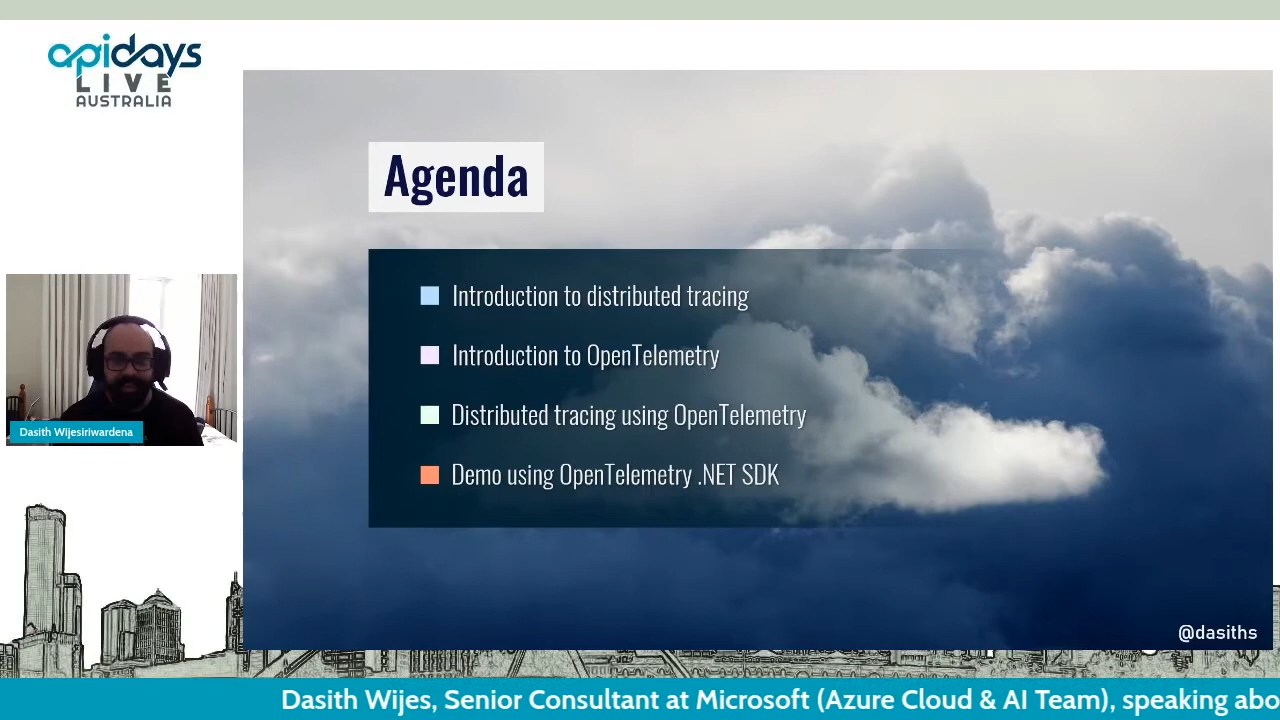 apidays
LIVE
AUSTRALIA
Agenda
Introduction to distributed tracing
Introduction to OpenTelemetry
Distributed tracing using OpenTelemetry
Demo using OpenTelemetry .NET SDK
Dasith Wijesiriwardena
@dasiths
Dasith Wijes, Senior Consultant at Microsoft (Azure Cloud & AI Team), speaking abo